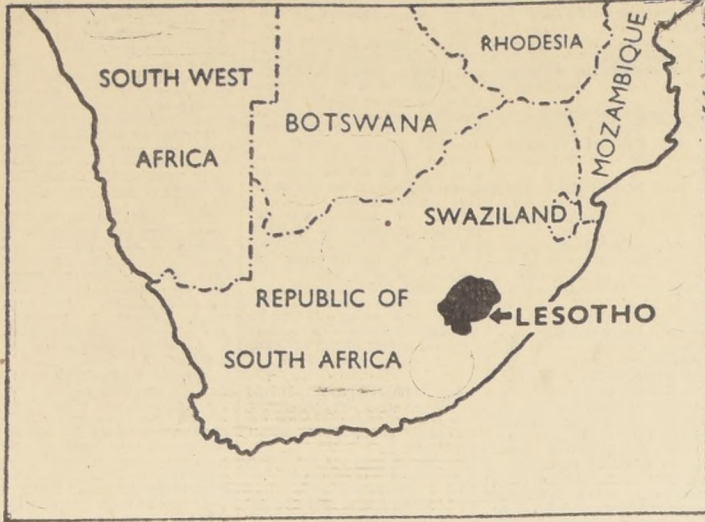 RHODESIA
MOZAMBIQUE
SOUTH WEST
AFRICA
BOTSWANA
SWAZILAND
REPUBLIC OF
SOUTH AFRICA
LESOTHO